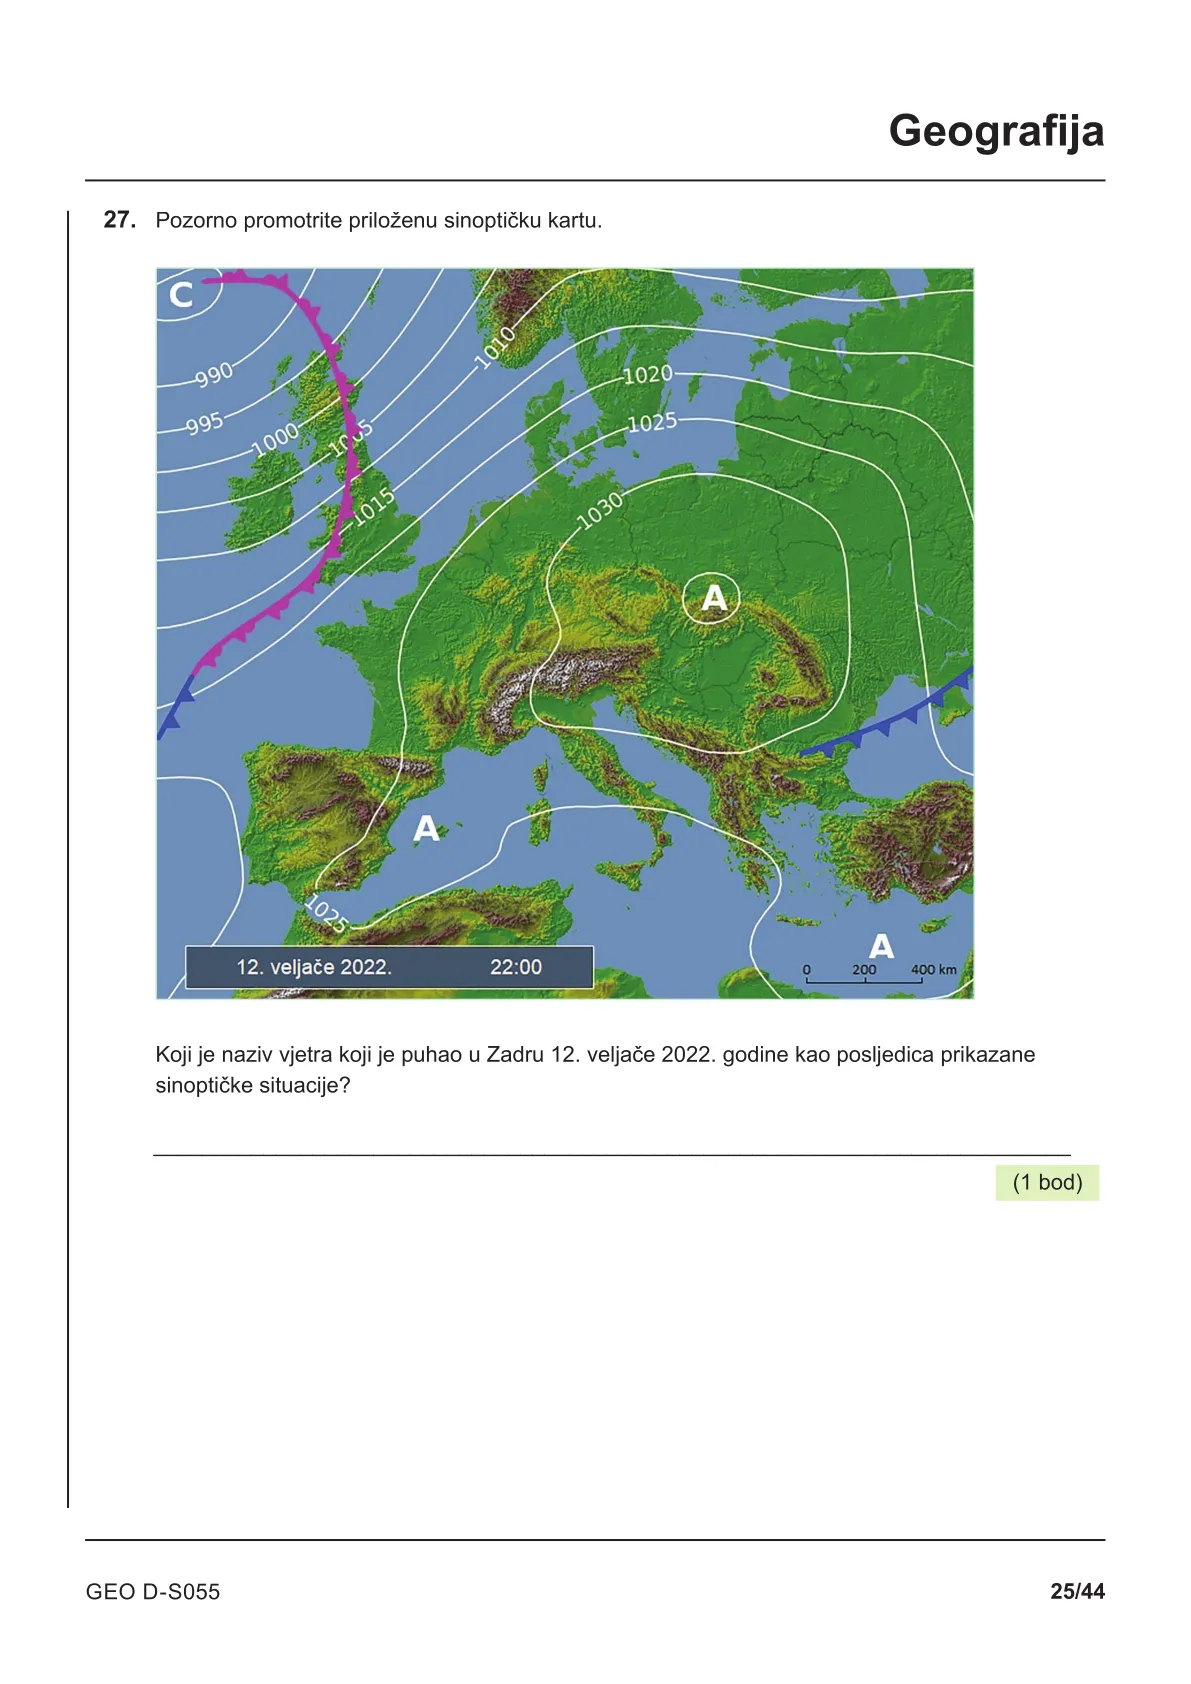 Geografija
27. Pozorno promotrite priloženu sinoptičku kartu.
C
990
995
1000
1005
1010
1015
1020
1025
1030
A
A
1025
A
12. veljače 2022. 22:00
0 200 400 km
Koji je naziv vjetra koji je puhao u Zadru 12. veljače 2022. godine kao posljedica prikazane
sinoptičke situacije?
(1 bod)
GEO D-S055
25/44